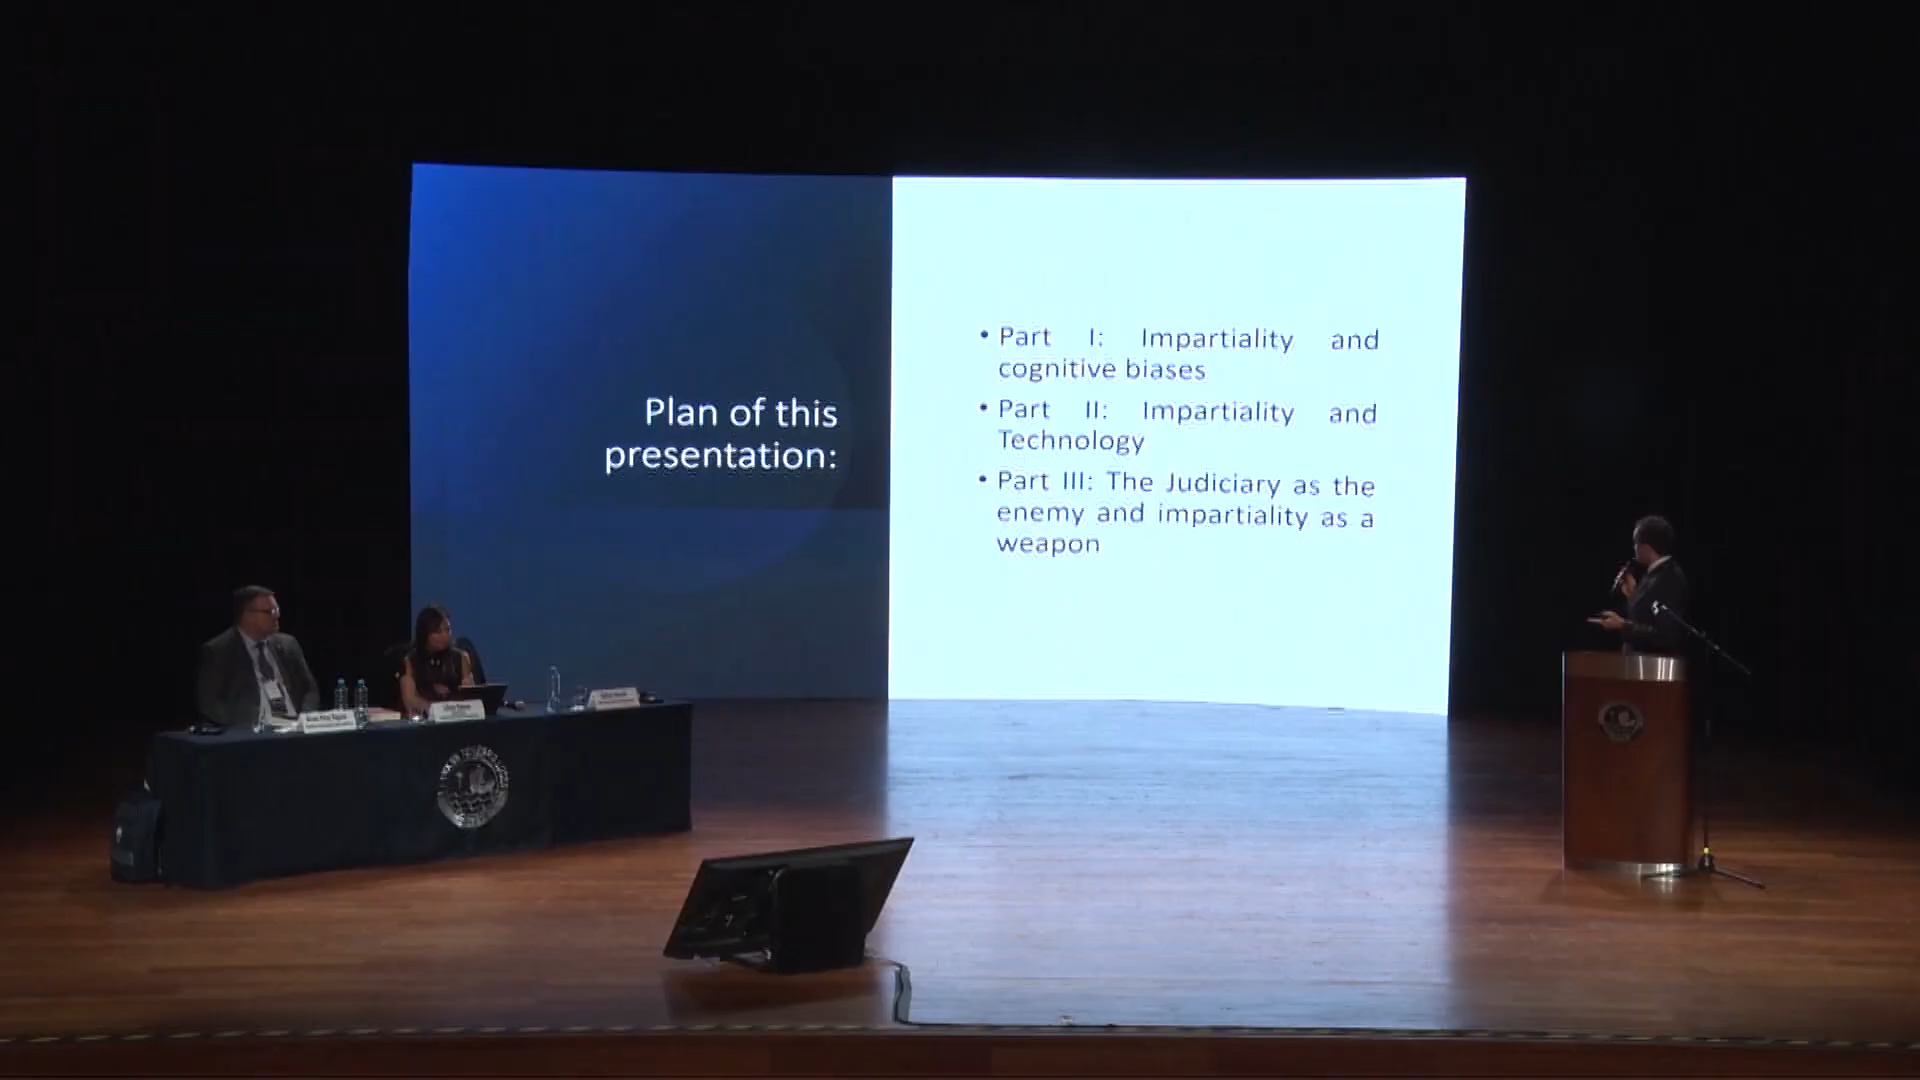 Plan of this
presentation:
• Part I: Impartiality and
cognitive biases
• Part II: Impartiality and
Technology
• Part III: The Judiciary as the
enemy and impartiality as a
weapon